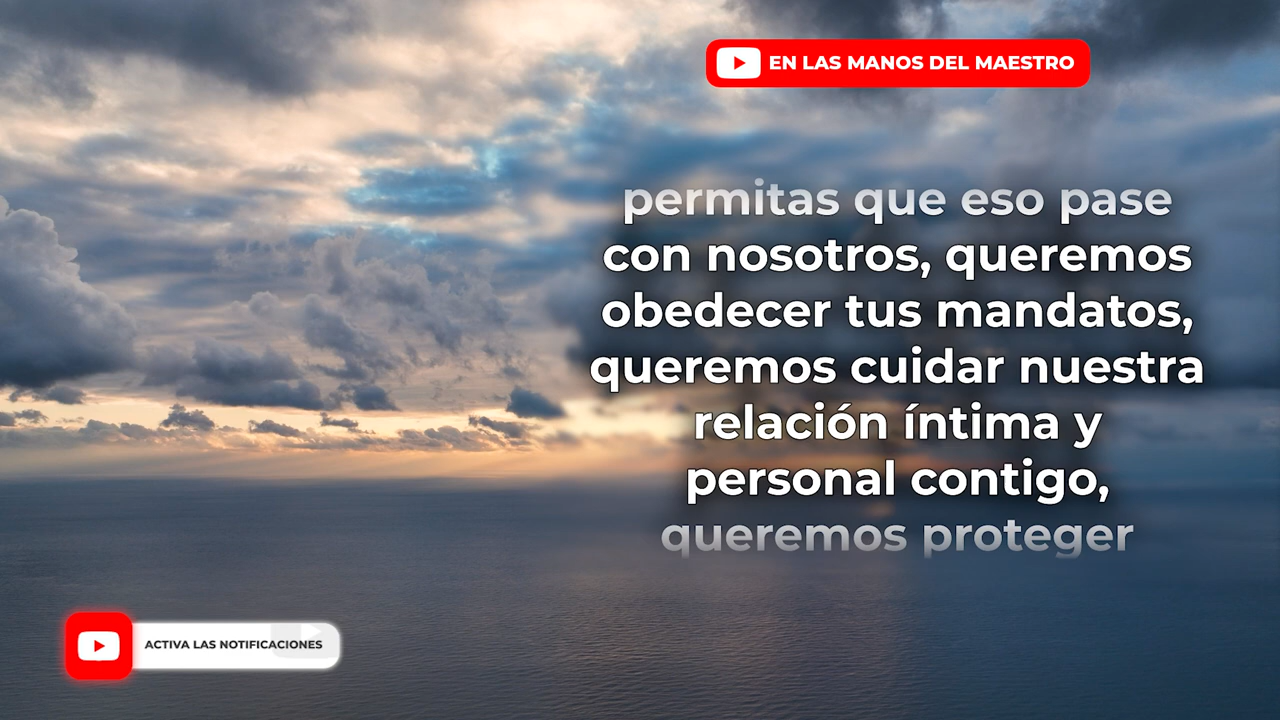 EN LAS MANOS DEL MAESTRO
permitas que eso pase
con nosotros, queremos
obedecer tus mandatos,
queremos cuidar nuestra
relación íntima y
personal contigo,
queremos proteger
ACTIVA LAS NOTIFICACIONES